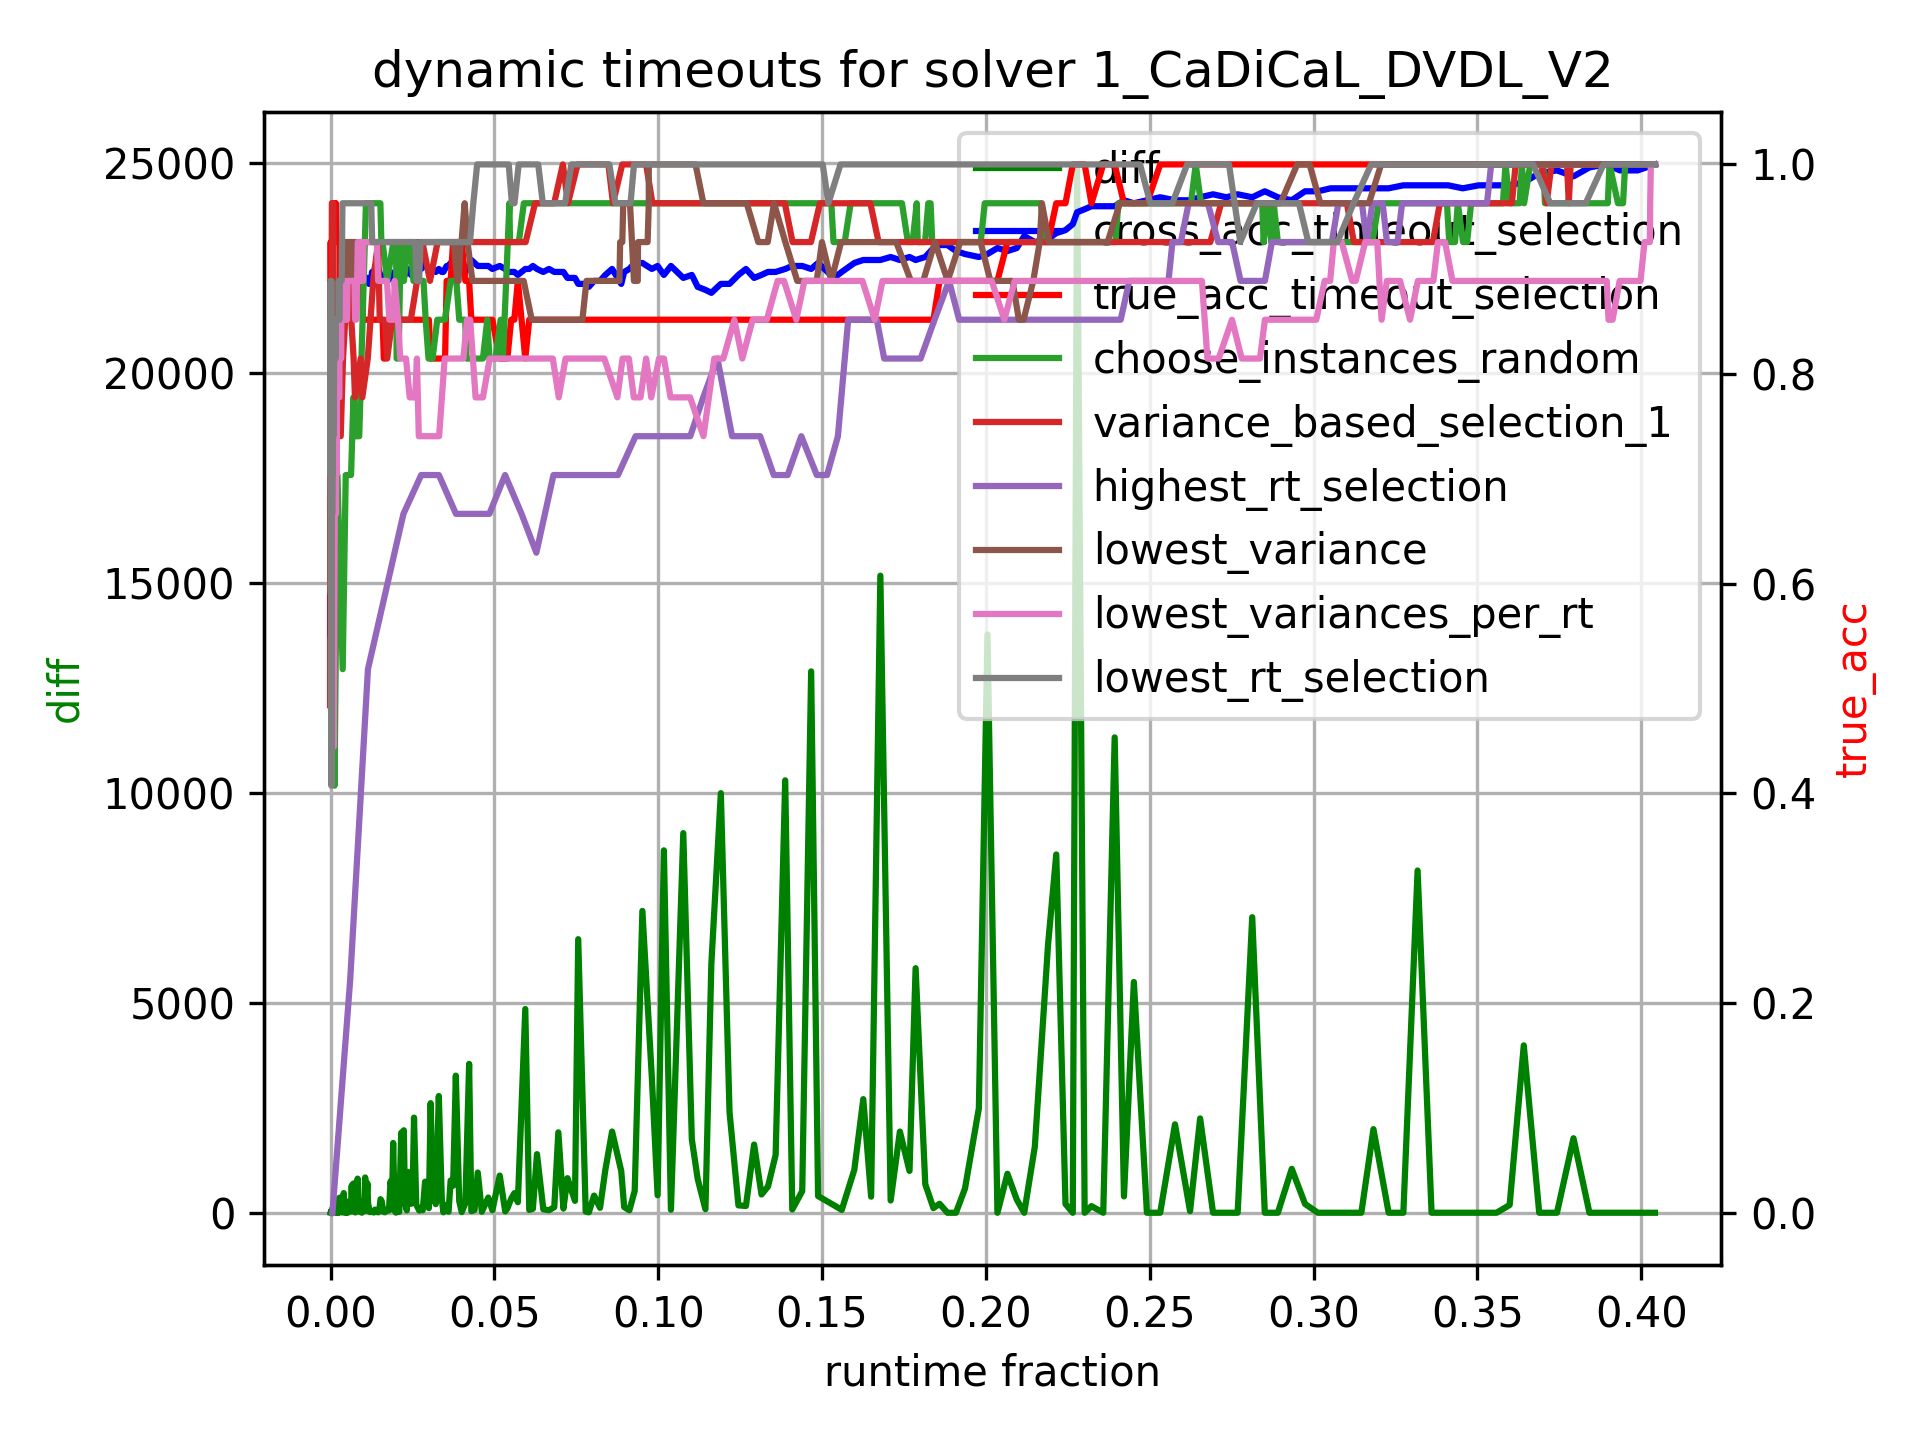 dynamic timeouts for solver 1_CaDiCaL_DVDL_V2
25000
20000
15000
10000
5000
0
diff
1.0
0.8
0.6
0.4
0.2
0.0
true_acc
diff
cross_acc_timeout_selection
true_acc_timeout_selection
choose_instances_random
variance_based_selection_1
highest_rt_selection
lowest_variance
lowest_variances_per_rt
lowest_rt_selection
0.00 0.05 0.10 0.15 0.20 0.25 0.30 0.35 0.40
runtime fraction